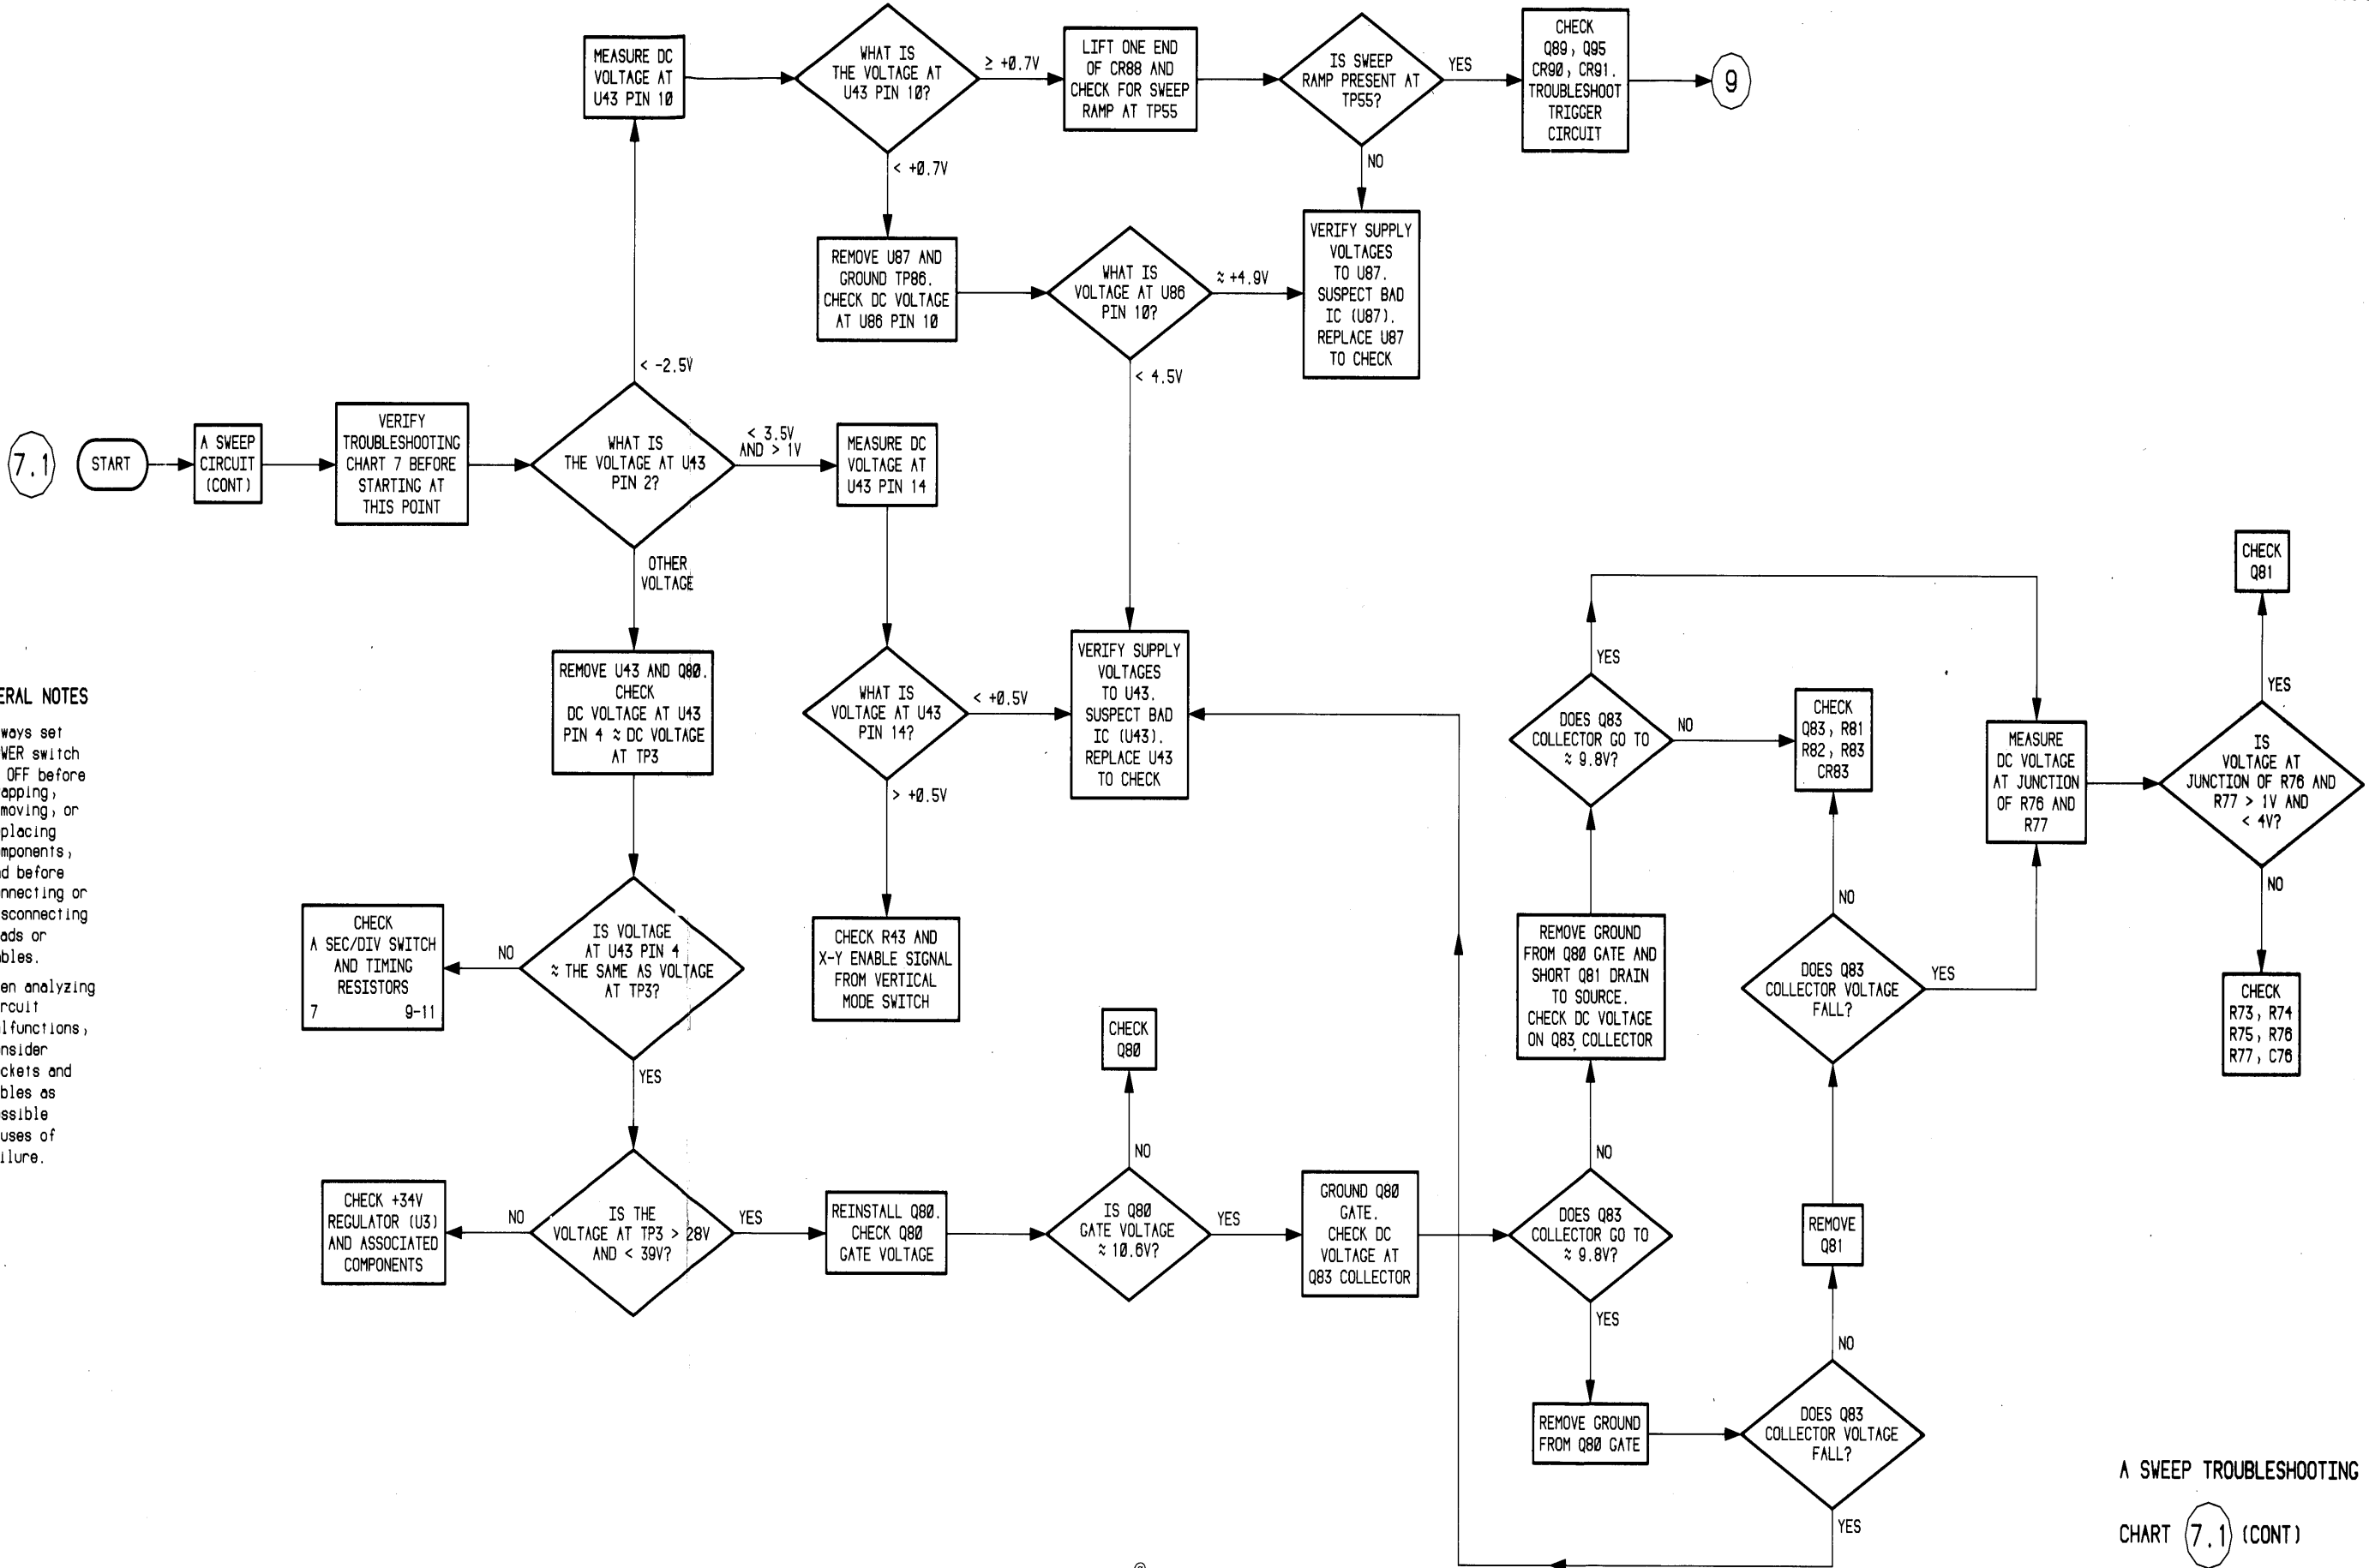 MEASURE DC
VOLTAGE AT
U43 PIN 10
WHAT IS
THE VOLTAGE AT
U43 PIN 10?
≥ +0.7V
LIFT ONE END
OF CR88 AND
CHECK FOR SWEEP
RAMP AT TP55
IS SWEEP
RAMP PRESENT AT
TP55?
YES
CHECK
Q89, Q95
CR90, CR91.
TROUBLESHOOT
TRIGGER
CIRCUIT
9
< +0.7V
NO
REMOVE U87 AND
GROUND TP86.
CHECK DC VOLTAGE
AT U86 PIN 10
WHAT IS
VOLTAGE AT U86
PIN 10?
≈ +4.9V
VERIFY SUPPLY
VOLTAGES
TO U87.
SUSPECT BAD
IC (U87).
REPLACE U87
TO CHECK
< -2.5V
< 4.5V
7.1
START
A SWEEP
CIRCUIT
(CONT)
VERIFY
TROUBLESHOOTING
CHART 7 BEFORE
STARTING AT
THIS POINT
WHAT IS
THE VOLTAGE AT U43
PIN 2?
< 3.5V
AND > 1V
MEASURE DC
VOLTAGE AT
U43 PIN 14
OTHER
VOLTAGE
REMOVE U43 AND Q80.
CHECK
DC VOLTAGE AT U43
PIN 4 ≈ DC VOLTAGE
AT TP3
WHAT IS
VOLTAGE AT U43
PIN 14?
< +0.5V
VERIFY SUPPLY
VOLTAGES
TO U43.
SUSPECT BAD
IC (U43).
REPLACE U43
TO CHECK
> +0.5V
CHECK R43 AND
X-Y ENABLE SIGNAL
FROM VERTICAL
MODE SWITCH
ERAL NOTES
ways set
WER switch
OFF before
apping,
moving, or
placing
mponents,
d before
nnecting or
sconnecting
ads or
bles.
en analyzing
rcuit
lfunctions,
nsider
ckets and
bles as
ssible
uses of
ilure.
CHECK
A SEC/DIV SWITCH
AND TIMING
RESISTORS
7 9-11
NO
IS VOLTAGE
AT U43 PIN 4
≈ THE SAME AS VOLTAGE
AT TP3?
YES
CHECK +34V
REGULATOR (U3)
AND ASSOCIATED
COMPONENTS
NO
IS THE
VOLTAGE AT TP3 > 28V
AND < 39V?
YES
REINSTALL Q80.
CHECK Q80
GATE VOLTAGE
CHECK
Q80
NO
IS Q80
GATE VOLTAGE
≈ 10.6V?
YES
GROUND Q80
GATE.
CHECK DC
VOLTAGE AT
Q83 COLLECTOR
DOES Q83
COLLECTOR GO TO
≈ 9.8V?
NO
REMOVE GROUND
FROM Q80 GATE AND
SHORT Q81 DRAIN
TO SOURCE.
CHECK DC VOLTAGE
ON Q83 COLLECTOR
DOES Q83
COLLECTOR GO TO
≈ 9.8V?
YES
NO
CHECK
Q83, R81
R82, R83
CR83
YES
REMOVE GROUND
FROM Q80 GATE
DOES Q83
COLLECTOR VOLTAGE
FALL?
YES
NO
REMOVE
Q81
DOES Q83
COLLECTOR VOLTAGE
FALL?
NO
YES
MEASURE
DC VOLTAGE
AT JUNCTION
OF R76 AND
R77
IS
VOLTAGE AT
JUNCTION OF R76 AND
R77 > 1V AND
< 4V?
YES
CHECK
Q81
NO
CHECK
R73, R74
R75, R76
R77, C76
A SWEEP TROUBLESHOOTING
CHART 7.1 (CONT)